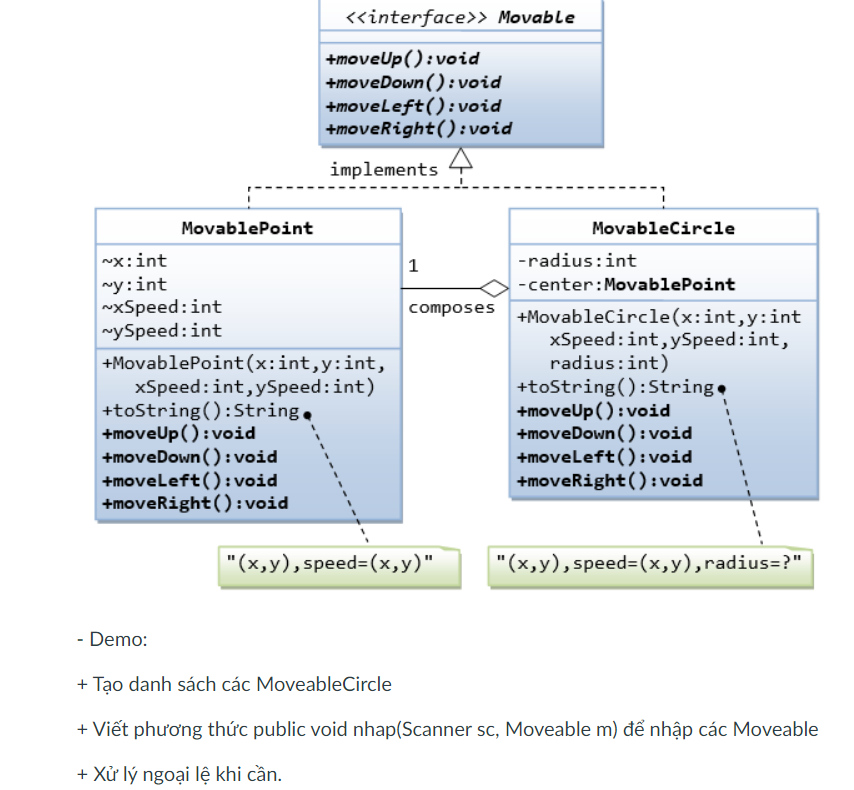 <<interface>> Movable
+moveUp():void
+moveDown():void
+moveLeft():void
+moveRight():void
implements
MovablePoint
~x:int
~y:int
~xSpeed:int
~ySpeed:int
+MovablePoint(x:int,y:int,
xSpeed:int,ySpeed:int)
+toString():String
+moveUp():void
+moveDown():void
+moveLeft():void
+moveRight():void
1
composes
MovableCircle
-radius:int
-center:MovablePoint
+MovableCircle(x:int,y:int
xSpeed:int,ySpeed:int,
radius:int)
+toString():String
+moveUp():void
+moveDown():void
+moveLeft():void
+moveRight():void
"(x,y),speed=(x,y)"
"(x,y),speed=(x,y),radius=?"
- Demo:
+ Tạo danh sách các MoveableCircle
+ Viết phương thức public void nhap(Scanner sc, Moveable m) để nhập các Moveable
+ Xử lý ngoại lệ khi cần.